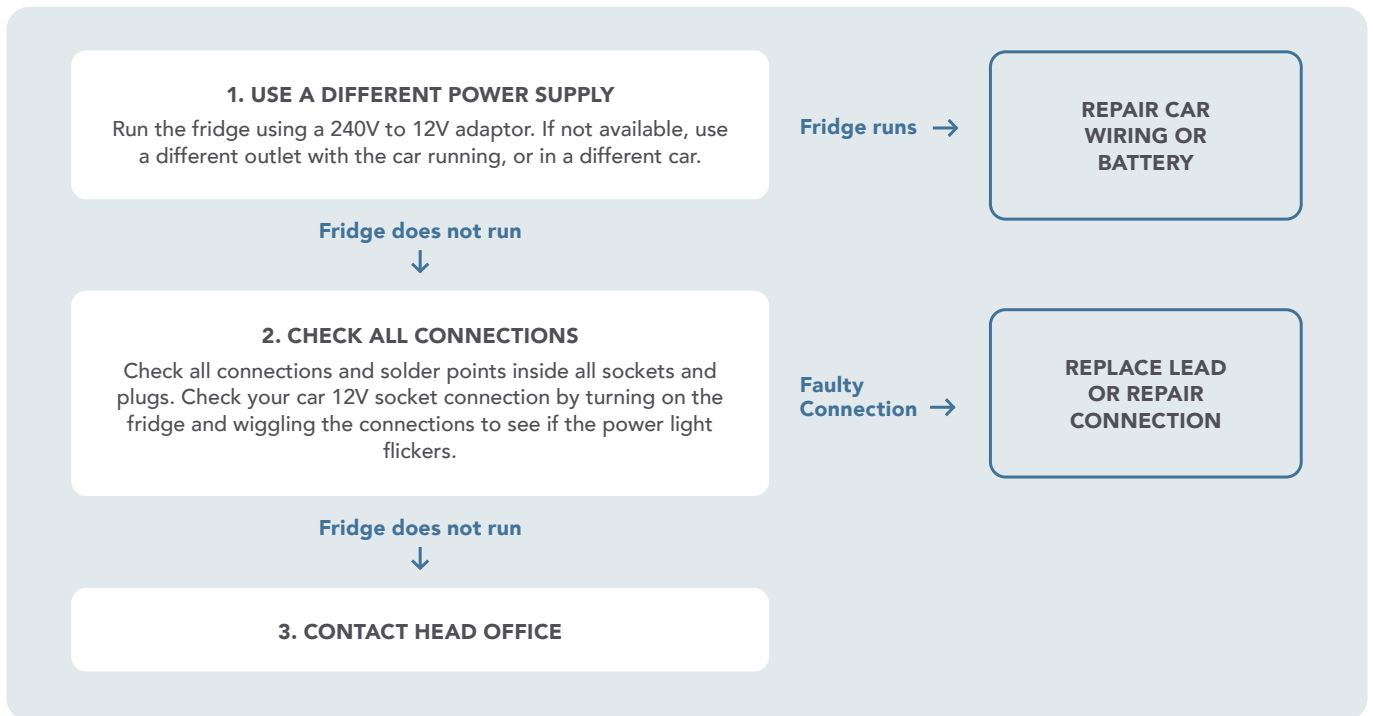 1. USE A DIFFERENT POWER SUPPLY
Run the fridge using a 240V to 12V adaptor. If not available, use
a different outlet with the car running, or in a different car.
Fridge runs →
REPAIR CAR
WIRING OR
BATTERY
Fridge does not run
↓
2. CHECK ALL CONNECTIONS
Check all connections and solder points inside all sockets and
plugs. Check your car 12V socket connection by turning on the
fridge and wiggling the connections to see if the power light
flickers.
Faulty
Connection →
REPLACE LEAD
OR REPAIR
CONNECTION
Fridge does not run
↓
3. CONTACT HEAD OFFICE